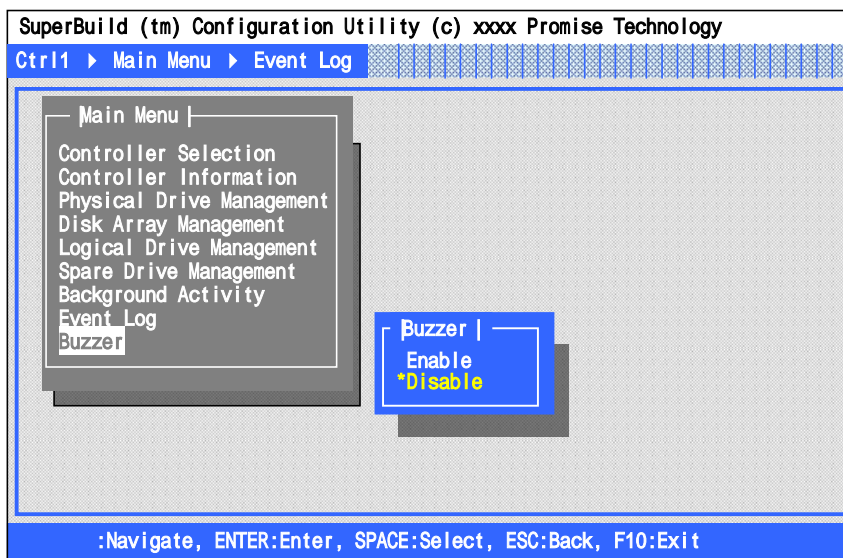 SuperBuild (tm) Configuration Utility (c) xxxx Promise Technology
Ctrl1 ▶ Main Menu ▶ Event Log
Main Menu
Controller Selection
Controller Information
Physical Drive Management
Disk Array Management
Logical Drive Management
Spare Drive Management
Background Activity
Event Log
Buzzer
Buzzer
Enable
*Disable
:Navigate, ENTER:Enter, SPACE:Select, ESC:Back, F10:Exit